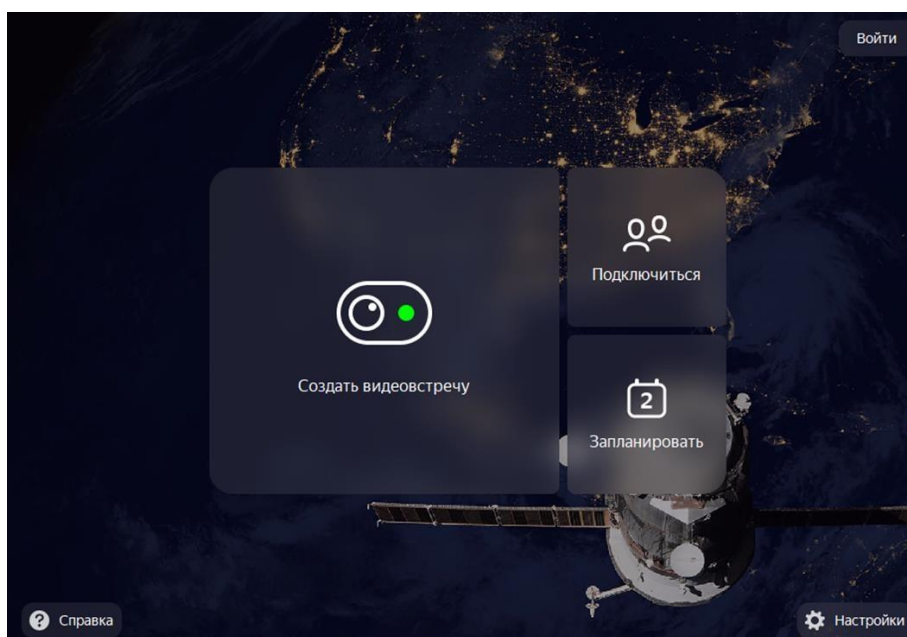 Войти
Подключиться
Создать видеовстречу
2
Запланировать
? Справка
Настройки